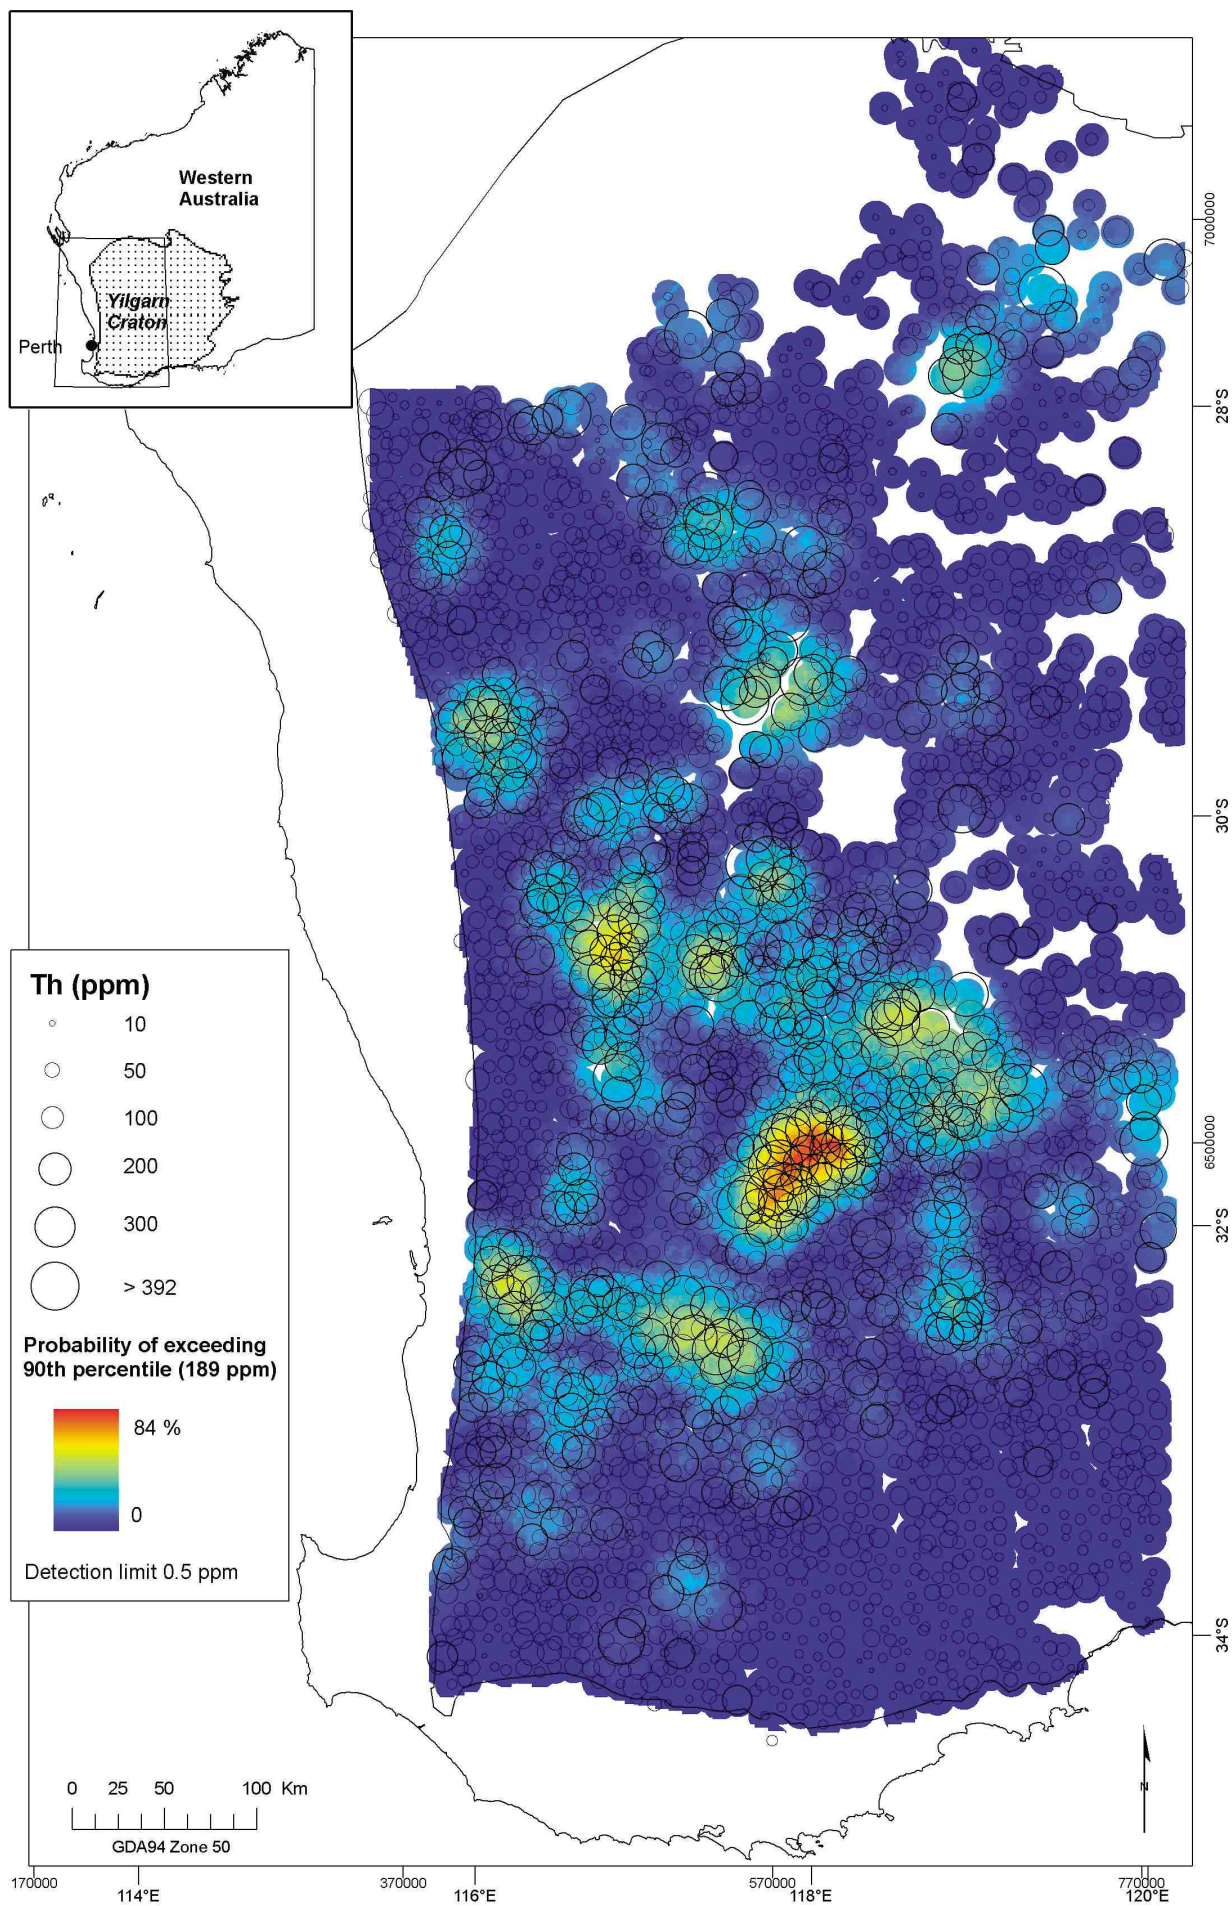 Western
Australia
Yilgarn
Craton
Perth
7000000
28°S
30°S
6500000
32°S
34°S
Th (ppm)
10
50
100
200
300
> 392
Probability of exceeding
90th percentile (189 ppm)
84 %
0
Detection limit 0.5 ppm
0 25 50 100 Km
GDA94 Zone 50
N
170000 370000 570000 770000
114°E 116°E 118°E 120°E